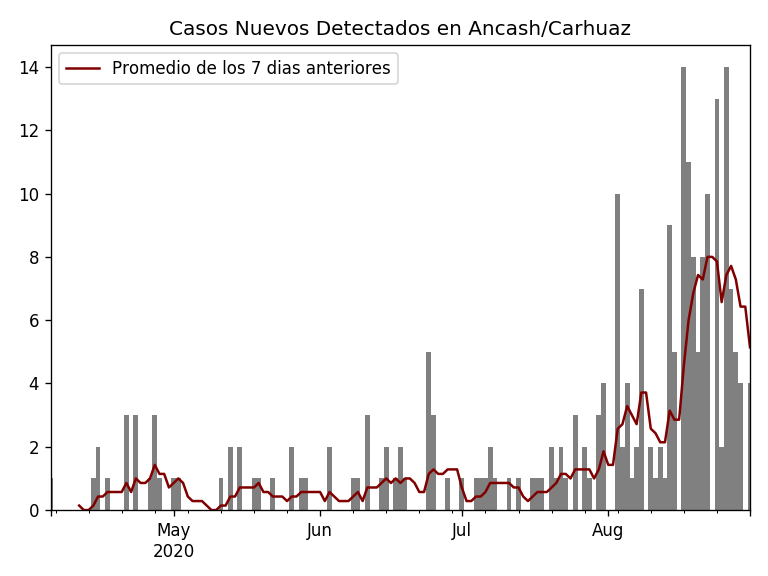 Casos Nuevos Detectados en Ancash/Carhuaz
Promedio de los 7 dias anteriores
14
12
10
8
6
4
2
0
May
2020
Jun
Jul
Aug